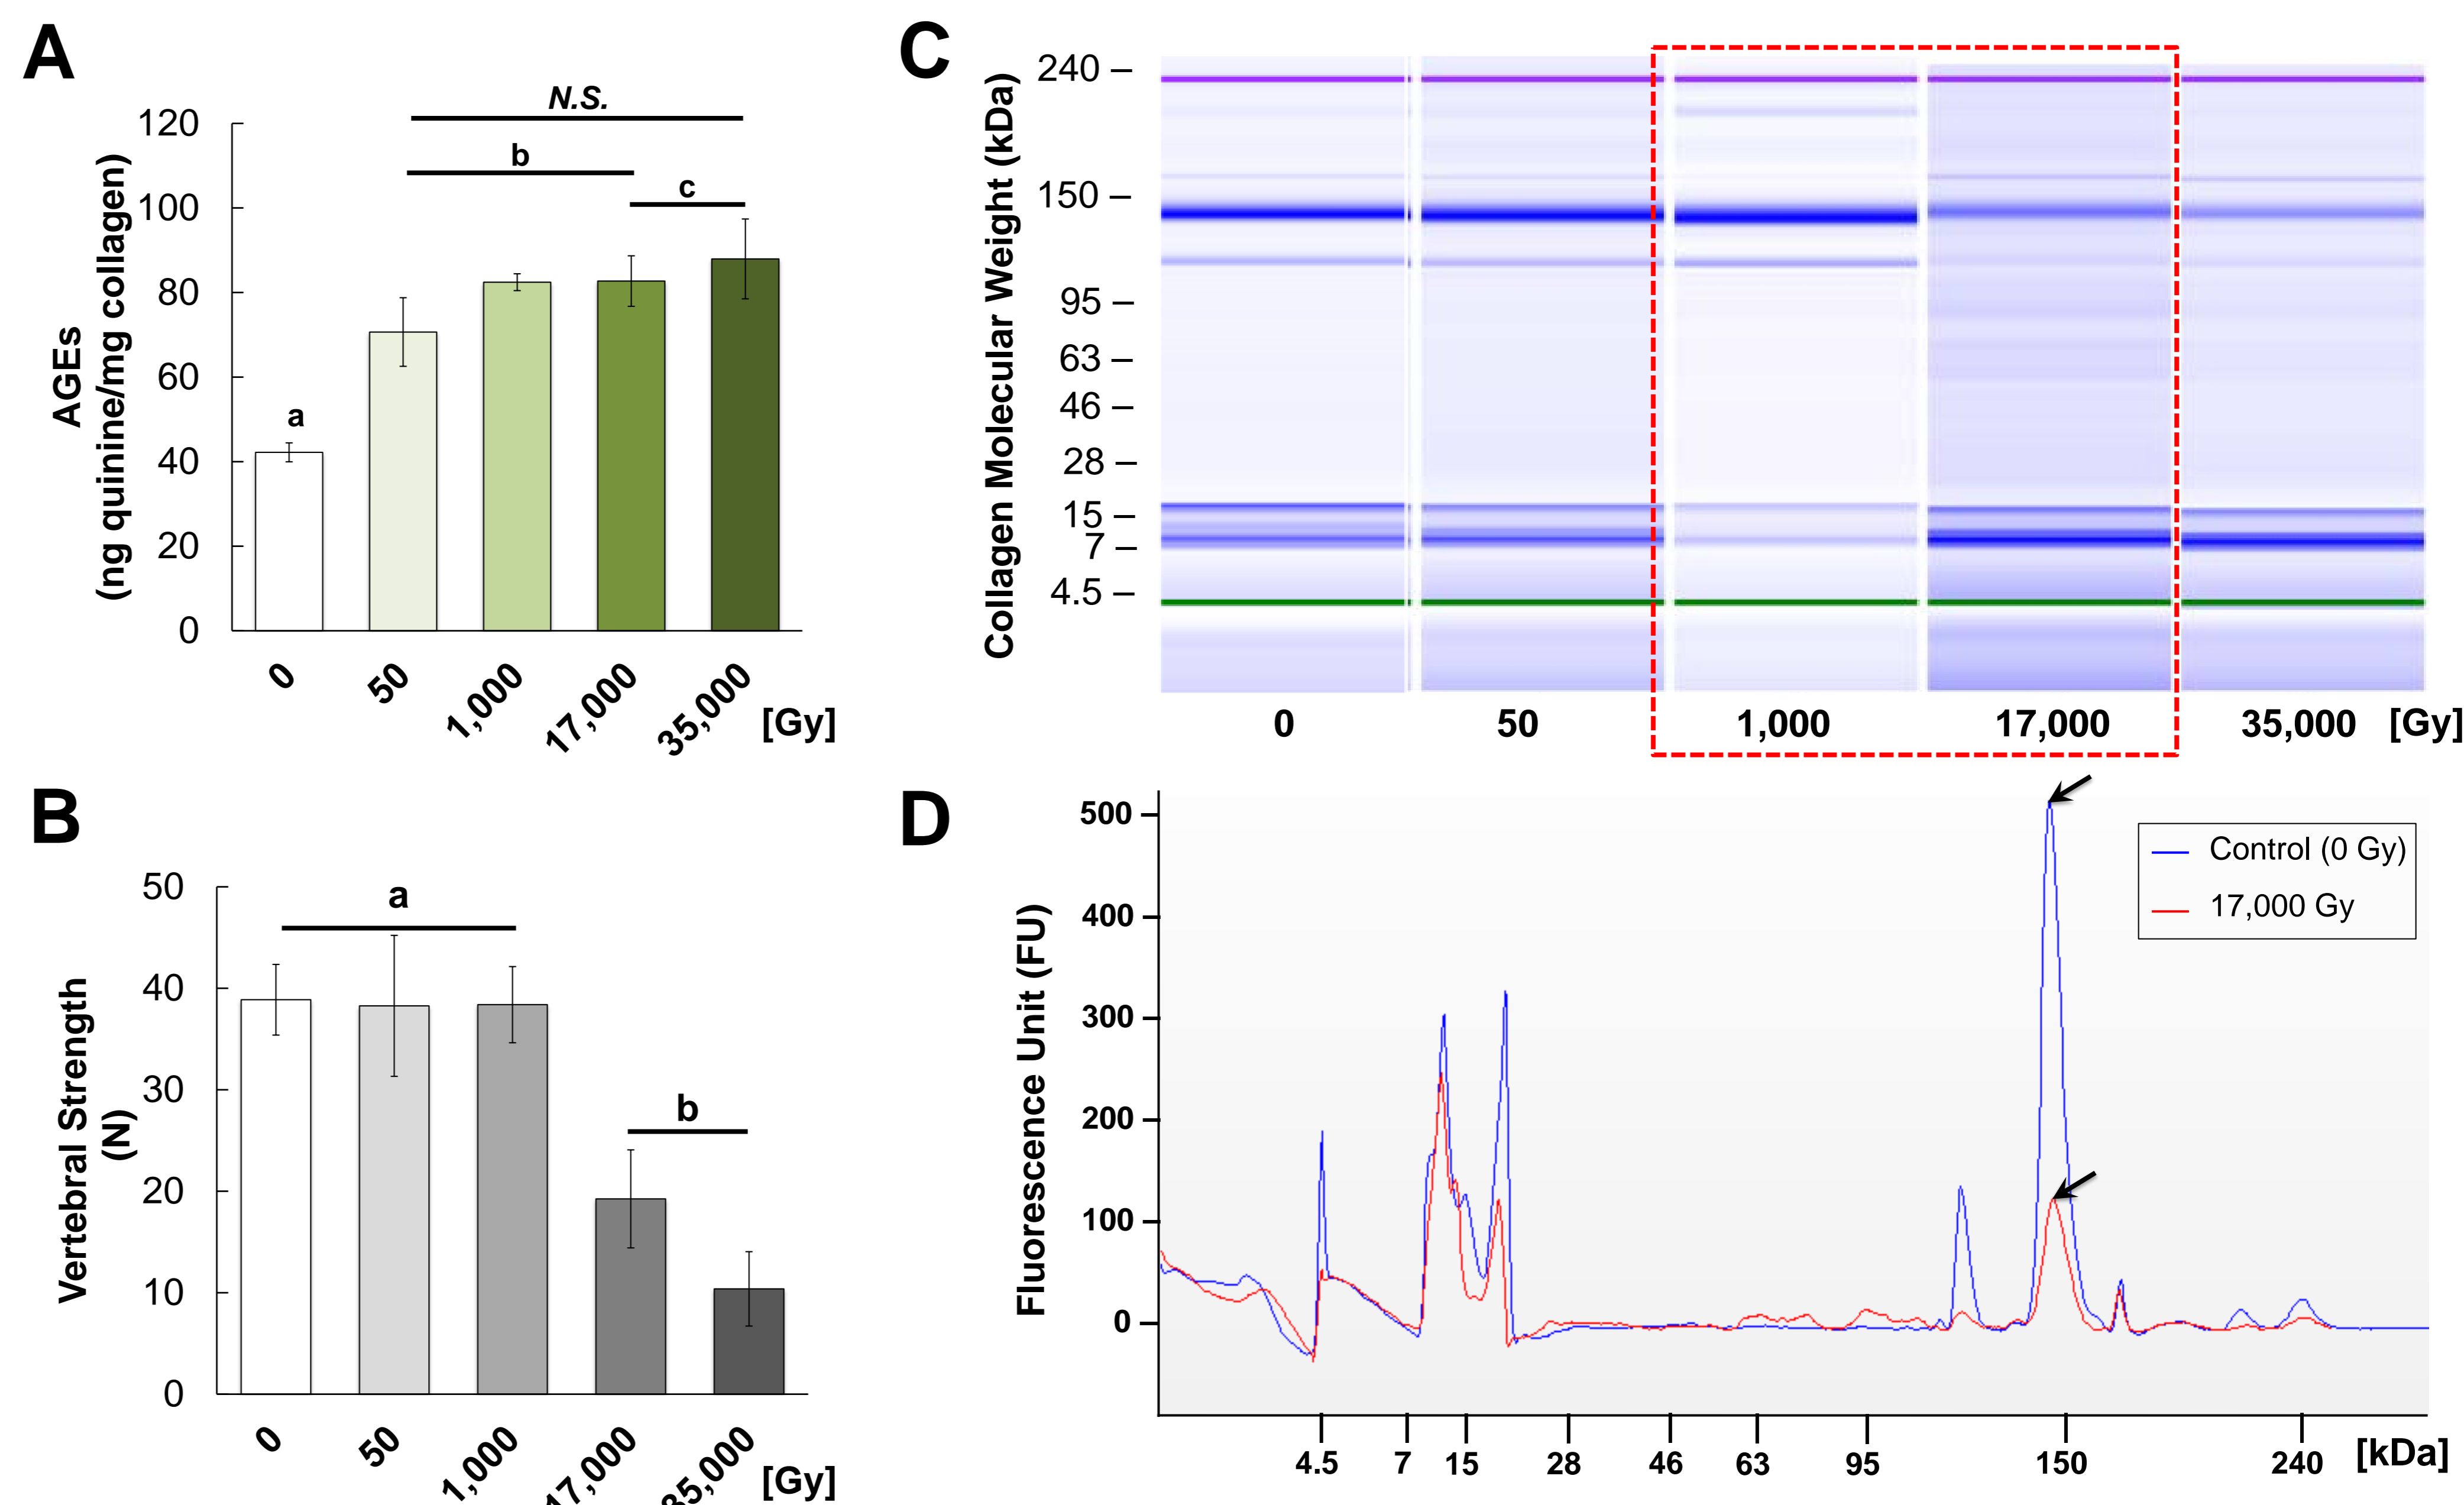 A
N.S.
b
c
a
120
100
80
60
40
20
0
AGEs
(ng quinine/mg collagen)
0
50
1,000
17,000
35,000
[Gy]
B
a
b
50
40
30
20
10
0
Vertebral Strength
(N)
0
50
1,000
17,000
35,000
[Gy]
C
Collagen Molecular Weight (kDa)
240
150
95
63
46
28
15
7
4.5
0
50
1,000
17,000
35,000
[Gy]
D
Fluorescence Unit (FU)
500
400
300
200
100
0
Control (0 Gy)
17,000 Gy
4.5
7
15
28
46
63
95
150
240
[kDa]